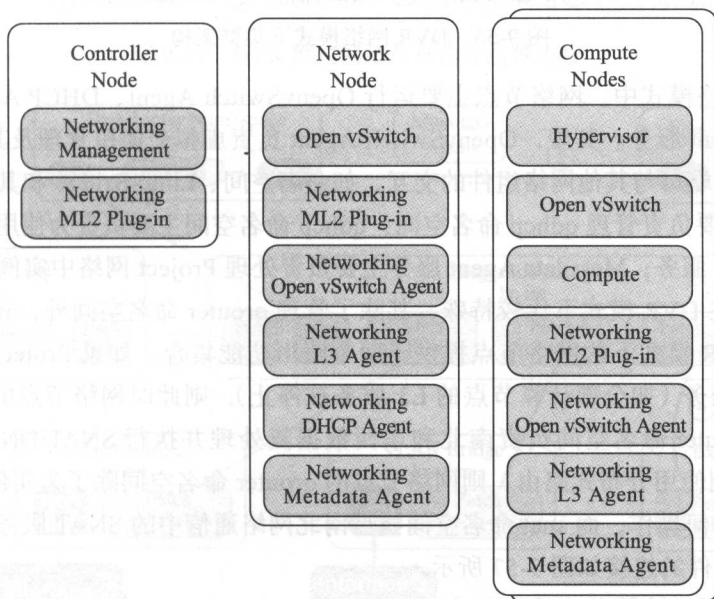 Controller
Node
Networking
Management
Networking
ML2 Plug-in
Network
Node
Open vSwitch
Networking
ML2 Plug-in
Networking
Open vSwitch Agent
Networking
L3 Agent
Networking
DHCP Agent
Networking
Metadata Agent
Compute
Nodes
Hypervisor
Open vSwitch
Compute
Networking
ML2 Plug-in
Networking
Open vSwitch Agent
Networking
L3 Agent
Networking
Metadata Agent